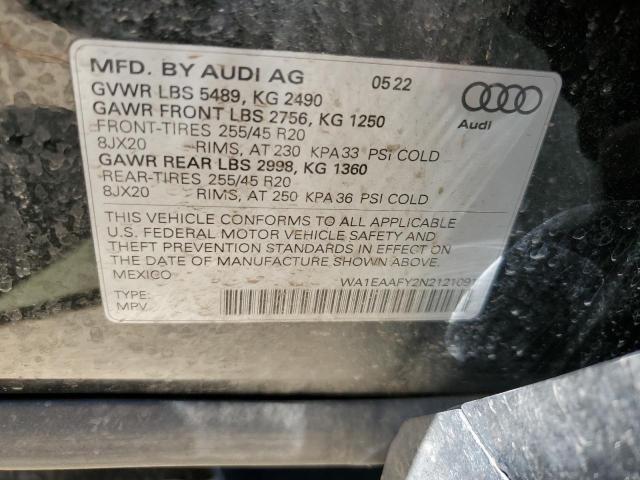 MFD. BY AUDI AG 05 22
GVWR LBS 5489, KG 2490
GAWR FRONT LBS 2756, KG 1250
FRONT-TIRES 255/45 R20
8JX20 RIMS, AT 230 KPA 33 PSI COLD
GAWR REAR LBS 2998, KG 1360
REAR-TIRES 255/45 R20
8JX20 RIMS, AT 250 KPA 36 PSI COLD
Audi
THIS VEHICLE CONFORMS TO ALL APPLICABLE
U.S. FEDERAL MOTOR VEHICLE SAFETY AND
THEFT PREVENTION STANDARDS IN EFFECT ON
THE DATE OF MANUFACTURE SHOWN ABOVE.
MEXICO
TYPE:
MPV